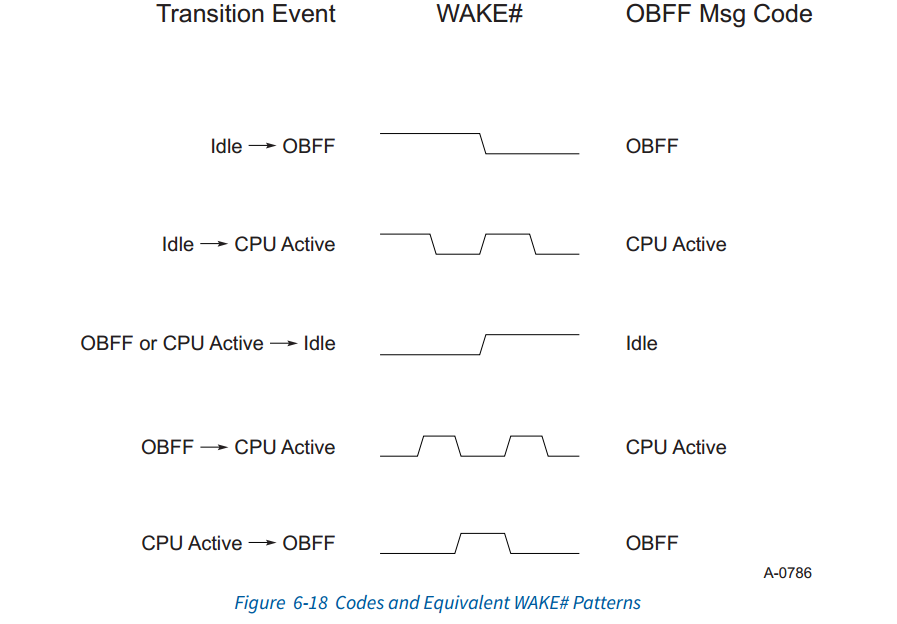 Transition Event WAKE# OBFF Msg Code
Idle → OBFF OBFF
Idle → CPU Active CPU Active
OBFF or CPU Active → Idle Idle
OBFF → CPU Active CPU Active
CPU Active → OBFF OBFF
A-0786
Figure 6-18 Codes and Equivalent WAKE# Patterns